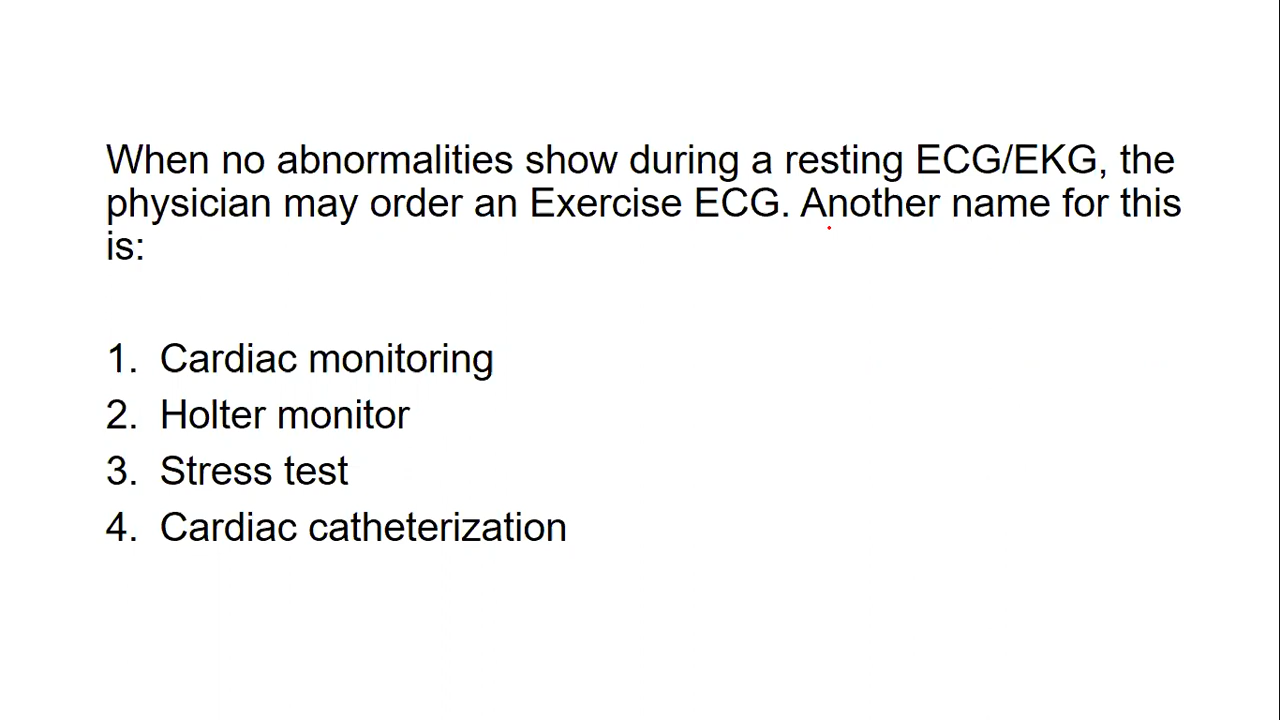 When no abnormalities show during a resting ECG/EKG, the
physician may order an Exercise ECG. Another name for this
is:
1. Cardiac monitoring
2. Holter monitor
3. Stress test
4. Cardiac catheterization